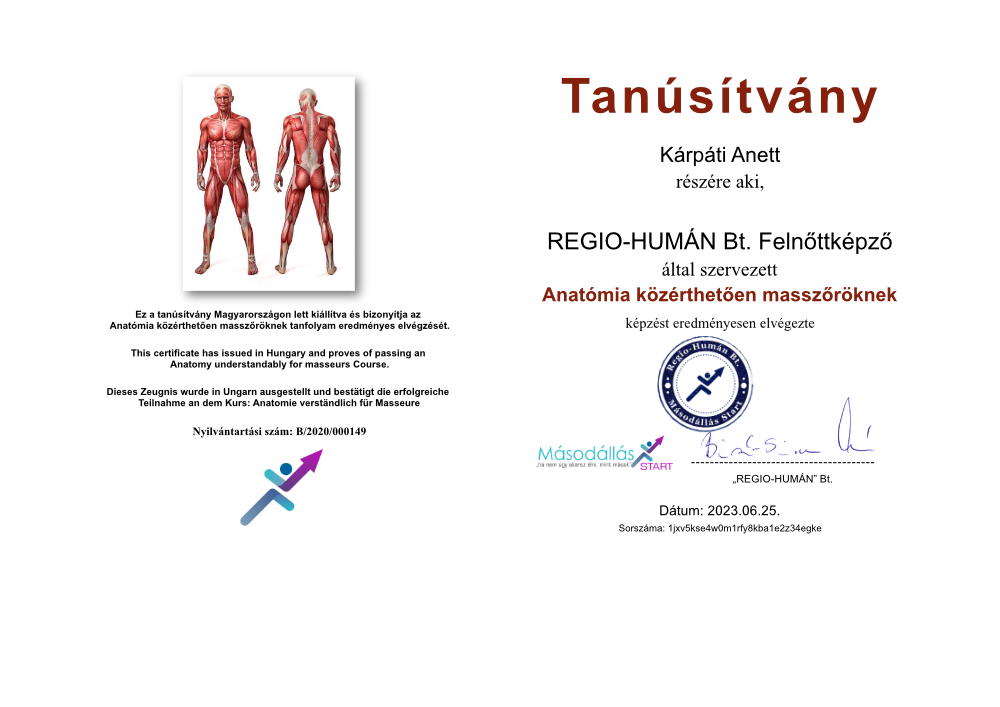 Ez a tanúsítvány Magyarországon lett kiállítva és bizonyítja az
Anatómia közérthetően masszőröknek tanfolyam eredményes elvégzését.
This certificate has issued in Hungary and proves of passing an
Anatomy understandably for masseurs Course.
Dieses Zeugnis wurde in Ungarn ausgestellt und bestätigt die erfolgreiche
Teilnahme an dem Kurs: Anatomie verständlich für Masseure
Nyilvántartási szám: B/2020/000149
Tanúsítvány
Kárpáti Anett
részére aki,
REGIO-HUMÁN Bt. Felnőttképző
által szervezett
Anatómia közérthetően masszőröknek
képzést eredményesen elvégezte
Regio-Humán Bt.
Másodállás Start
Másodállás
„ha nem úgy akarsz élni, mint mások"
START
„REGIO-HUMÁN” Bt.
Dátum: 2023.06.25.
Sorszáma: 1jxv5kse4w0m1rfy8kba1e2z34egke